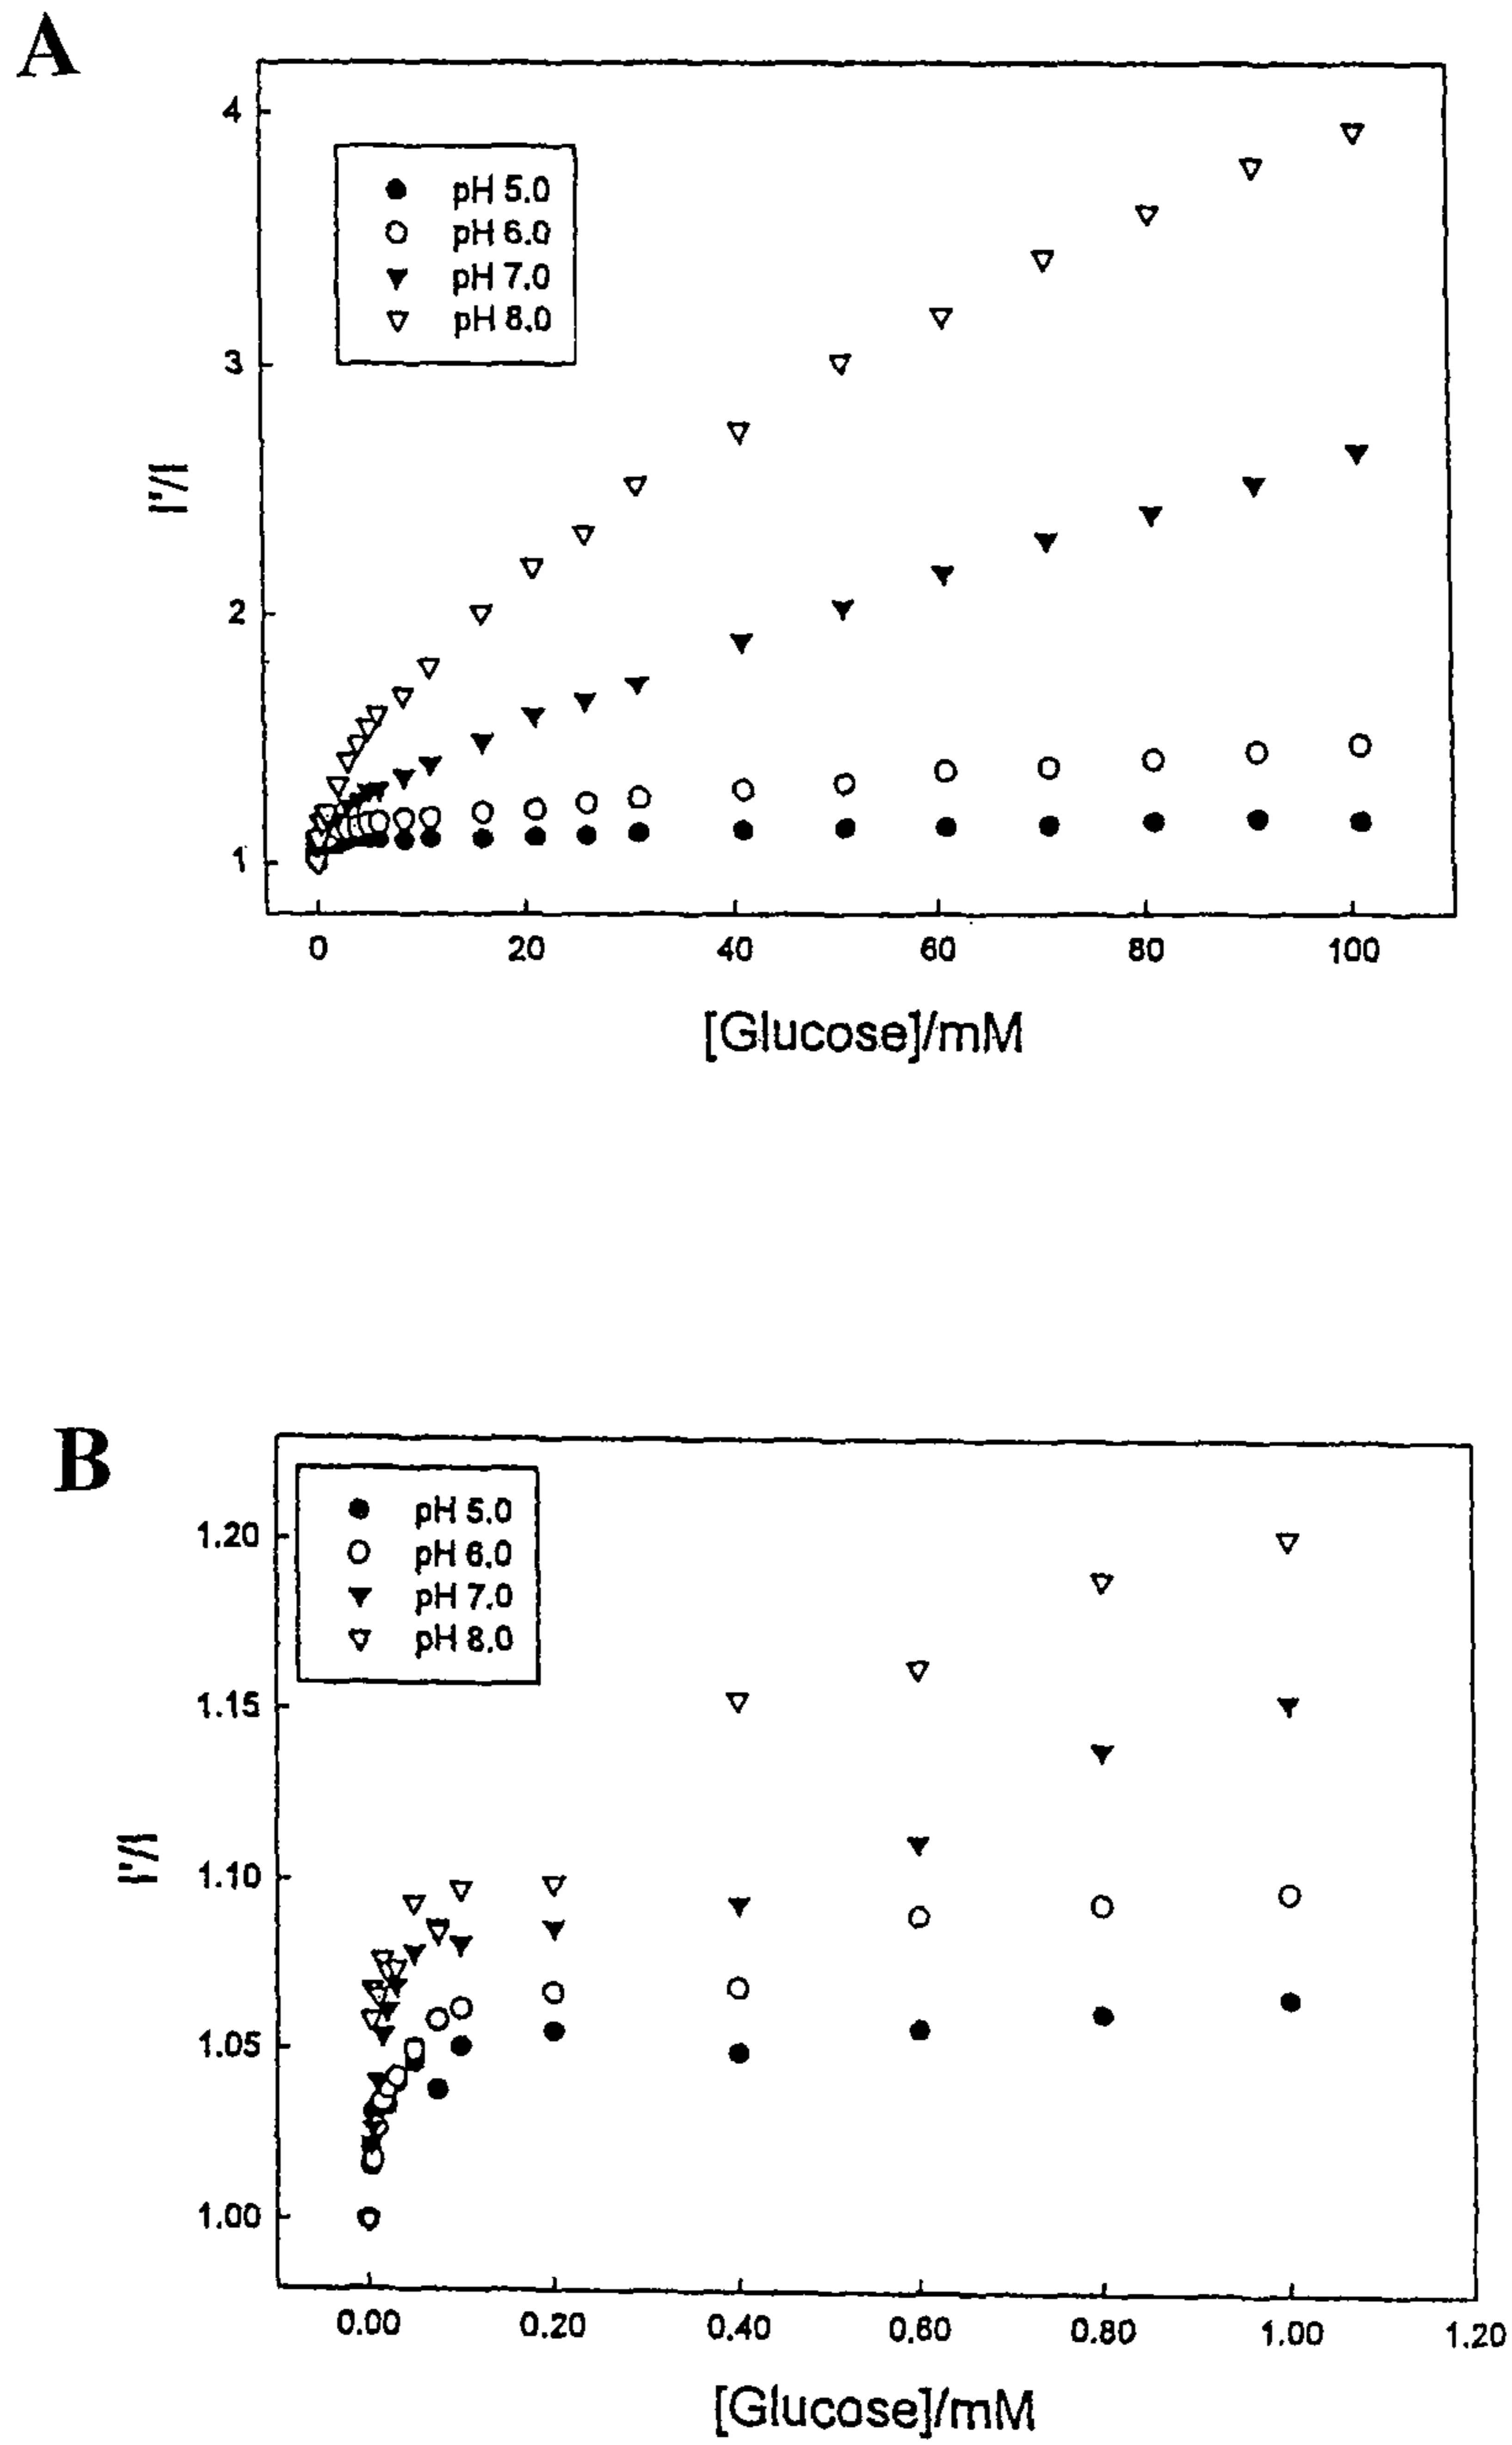 A
4
pH 5.0
pH 6.0
pH 7.0
pH 8.0
3
I'/I
2
1
0 20 40 60 80 100
[Glucose]/mM
B
pH 5.0
pH 6.0
pH 7.0
pH 8.0
1.20
1.15
I'/I
1.10
1.05
1.00
0.00 0.20 0.40 0.60 0.80 1.00 1.20
[Glucose]/mM